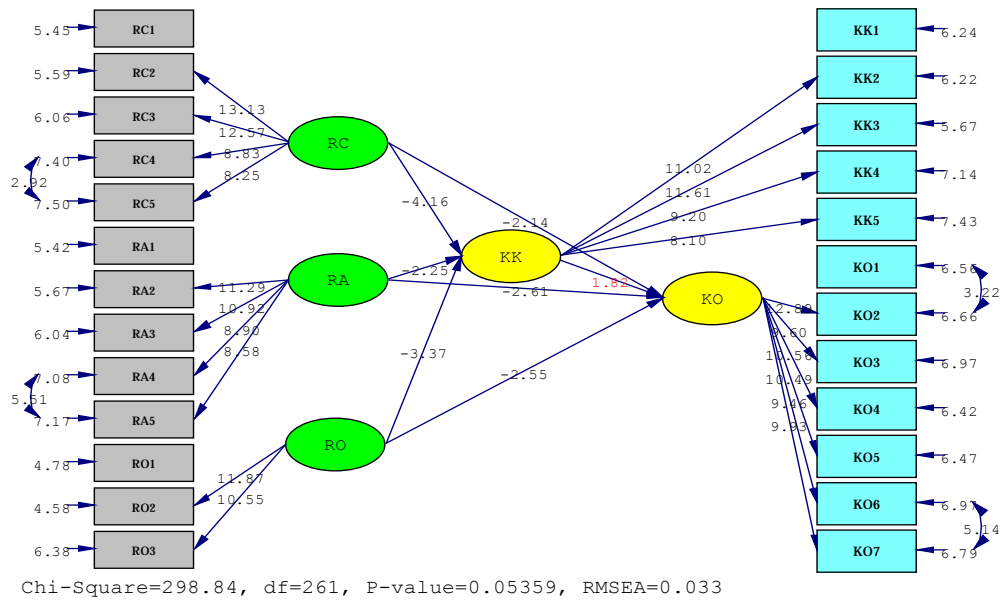 5.45 RC1
5.59 RC2
6.06 RC3
7.40 RC4
2.92
7.50 RC5
5.42 RA1
5.67 RA2
6.04 RA3
7.08 RA4
5.51
7.17 RA5
4.78 RO1
4.58 RO2
6.38 RO3
13.13
12.57
8.83
8.25
11.29
10.92
8.90
8.58
11.87
10.55
RC
RA
RO
-4.16
-2.14
-2.25
-2.61
-3.37
-2.55
KK
1.82
KO
11.02
11.61
9.20
8.10
10.49
9.46
9.93
KK1 6.24
KK2 6.22
KK3 5.67
KK4 7.14
KK5 7.43
KO1 6.56
3.22
KO2 6.66
KO3 6.97
KO4 6.42
KO5 6.47
KO6 6.97
5.14
KO7 6.79
Chi-Square=298.84, df=261, P-value=0.05359, RMSEA=0.033